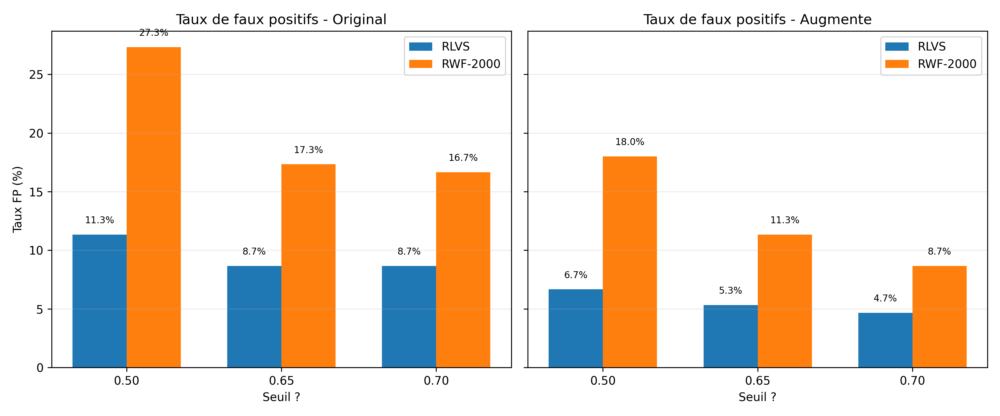 Taux de faux positifs - Original
27.3%
RLVS
RWF-2000
25
20
17.3%
16.7%
15
11.3%
10
8.7%
8.7%
5
0
Taux FP (%)
0.50
0.65
0.70
Seuil ?
Taux de faux positifs - Augmente
RLVS
RWF-2000
18.0%
11.3%
8.7%
6.7%
5.3%
4.7%
0.50
0.65
0.70
Seuil ?